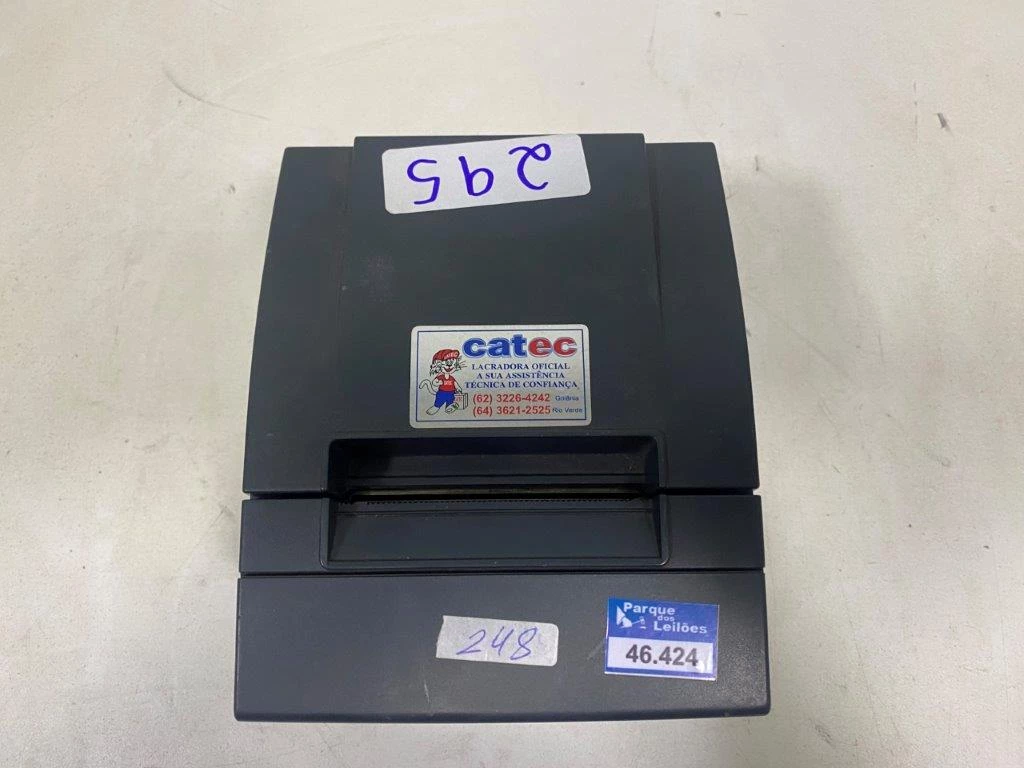 295
catec
LACRADORA OFICIAL
A SUA ASSISTÊNCIA
TÉCNICA DE CONFIANÇA
(62) 3226-4242 Goiânia
(64) 3621-2525 Rio Verde
248
Parque
dos
Leilões
46.424